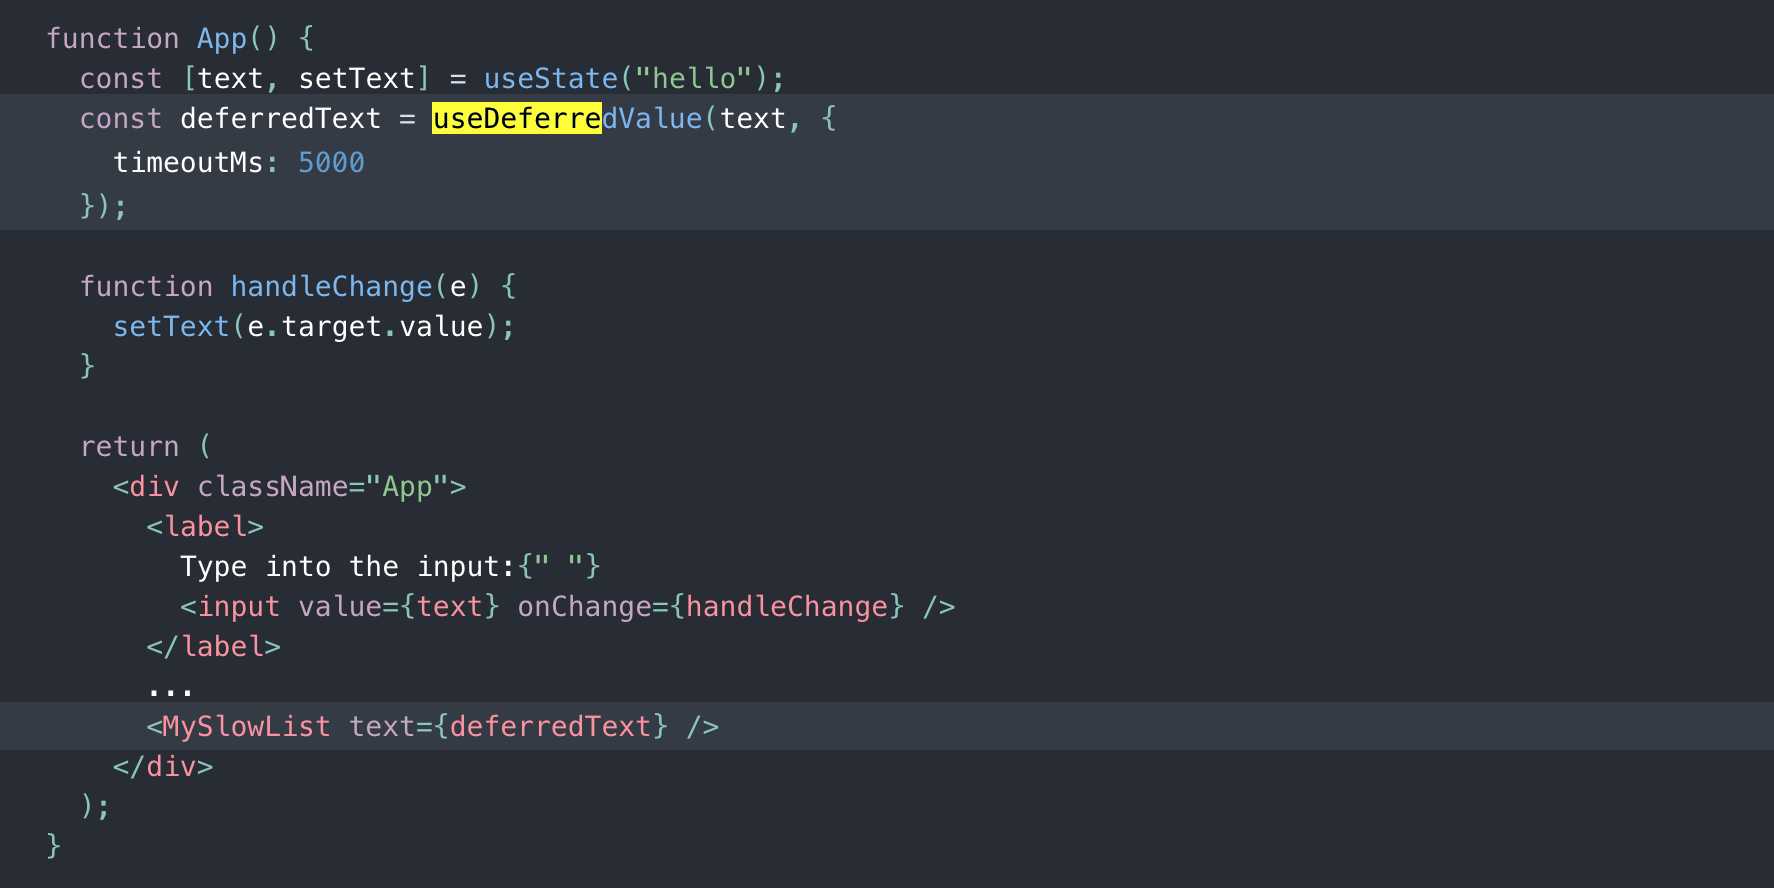 function App() {
  const [text, setText] = useState("hello");
  const deferredText = useDeferredValue(text, {
    timeoutMs: 5000
  });

  function handleChange(e) {
    setText(e.target.value);
  }

  return (
    <div className="App">
      <label>
        Type into the input:{" "}
        <input value={text} onChange={handleChange} />
      </label>
      ...
      <MySlowList text={deferredText} />
    </div>
  );
}